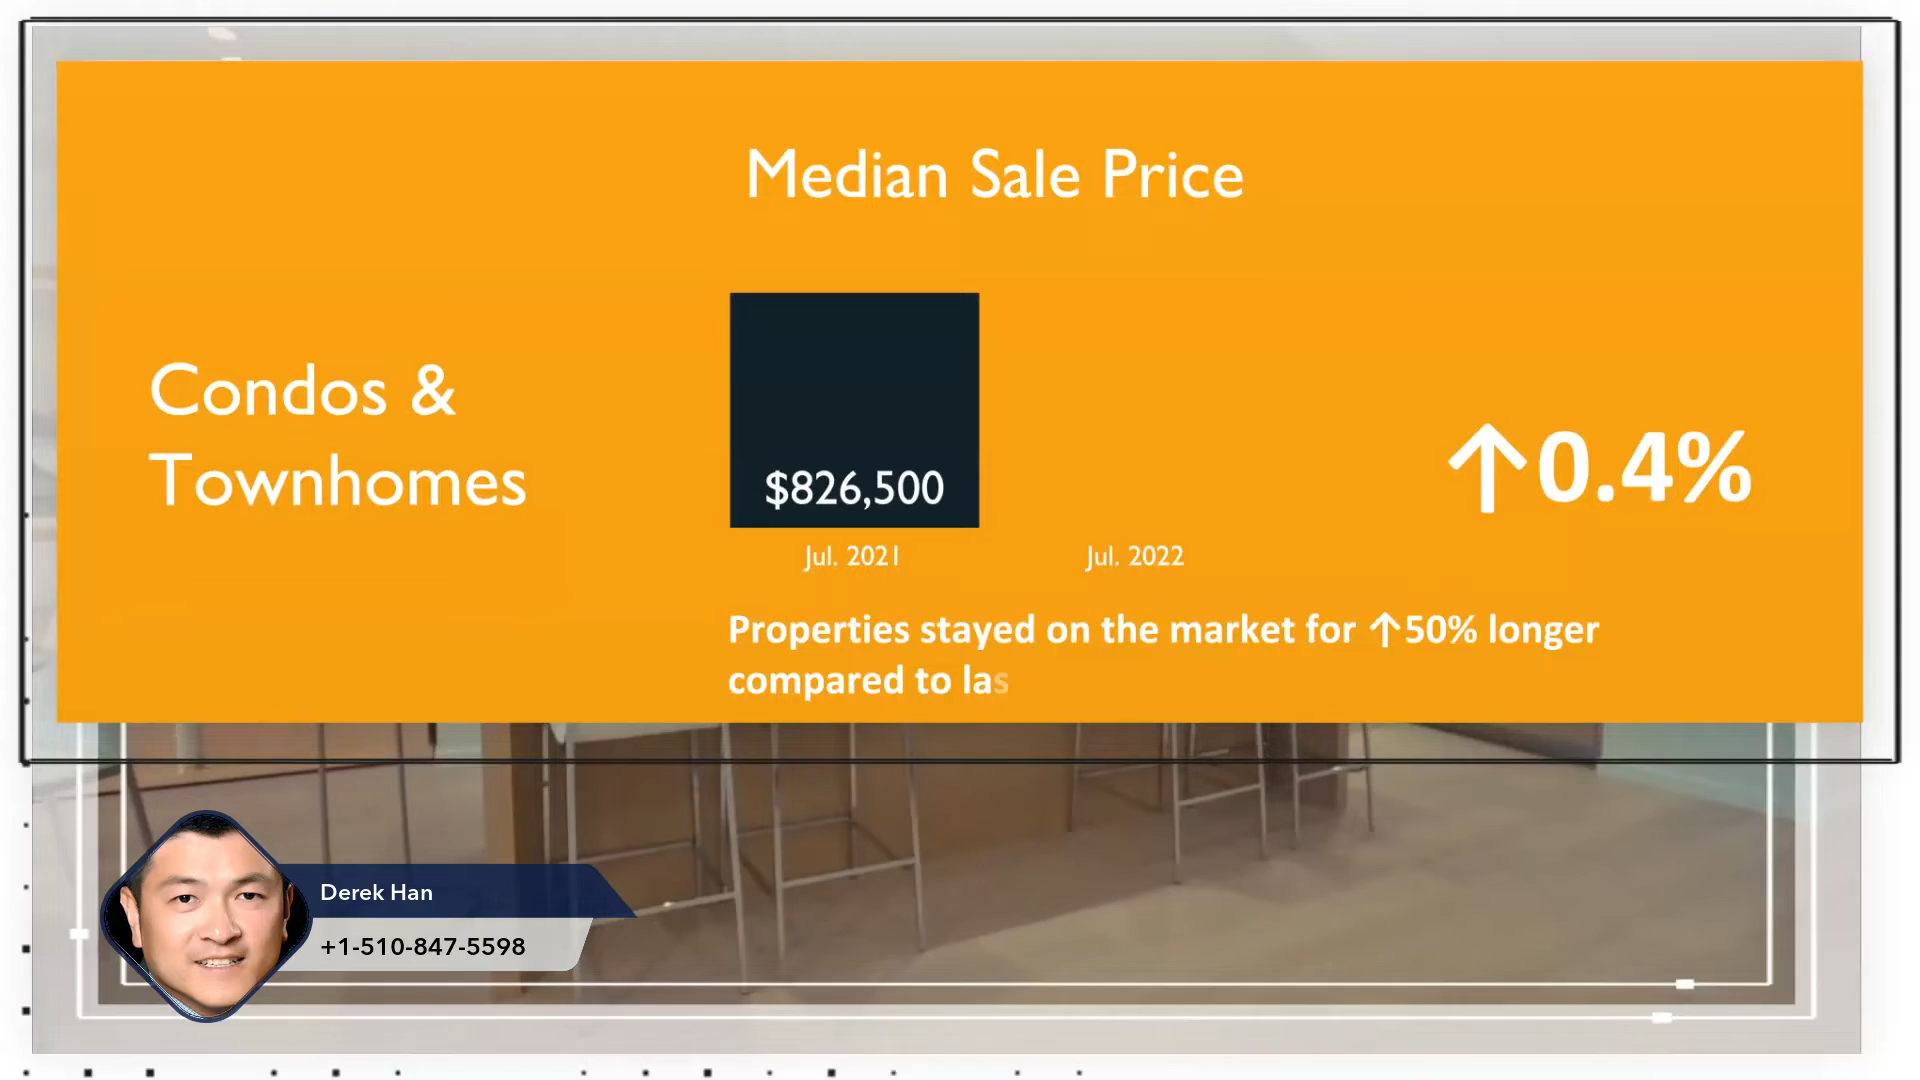 Median Sale Price
Condos &
Townhomes
$826,500
↑0.4%
Jul. 2021
Jul. 2022
Properties stayed on the market for ↑50% longer
compared to las
Derek Han
+1-510-847-5598